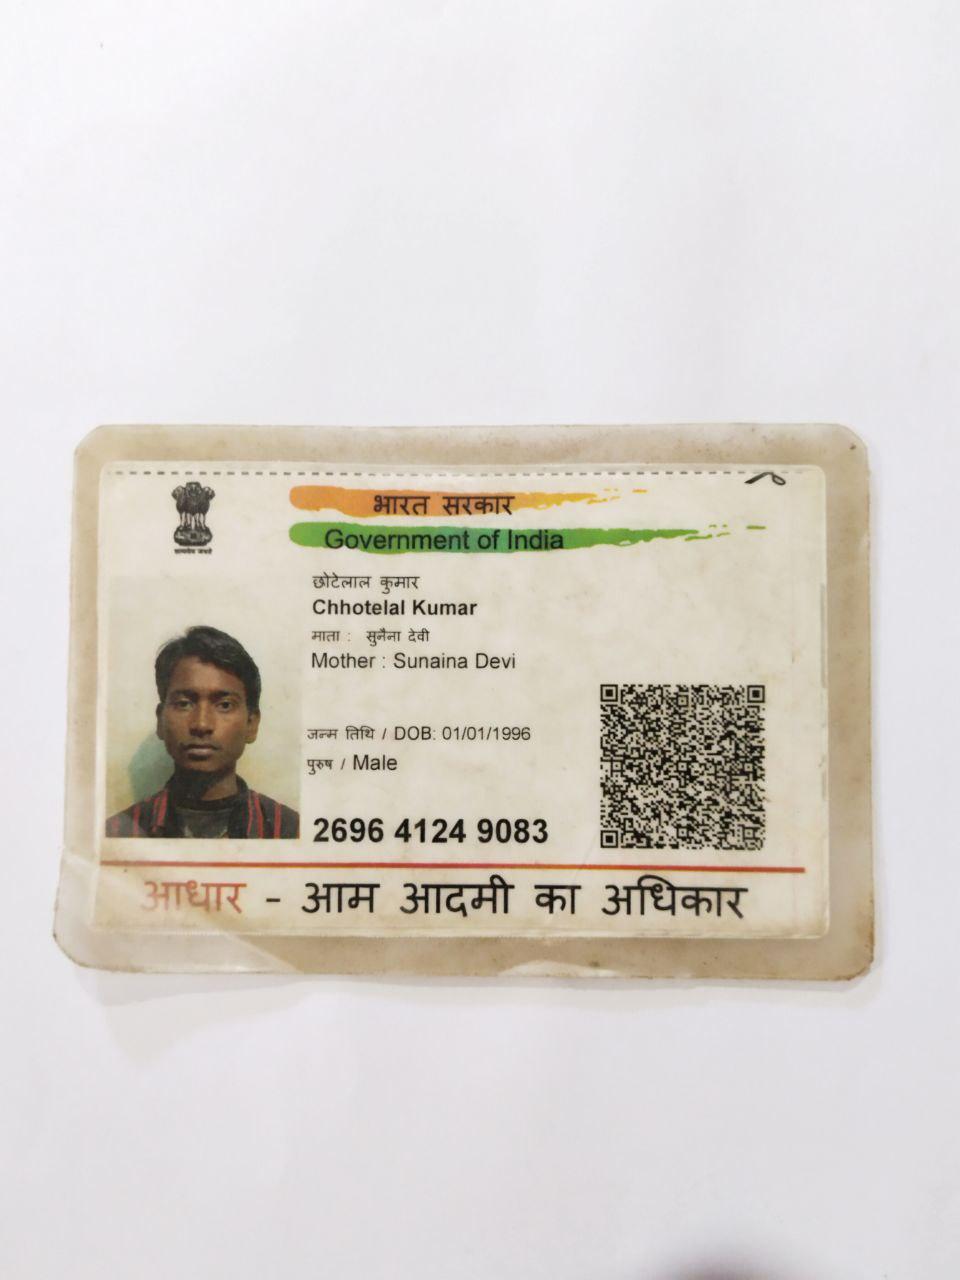 भारत सरकार
Government of India
सत्यमेव जयते
छोटेलाल कुमार
Chhotelal Kumar
माता : सुनैना देवी
Mother : Sunaina Devi
जन्म तिथि / DOB: 01/01/1996
पुरुष / Male
2696 4124 9083
आधार - आम आदमी का अधिकार